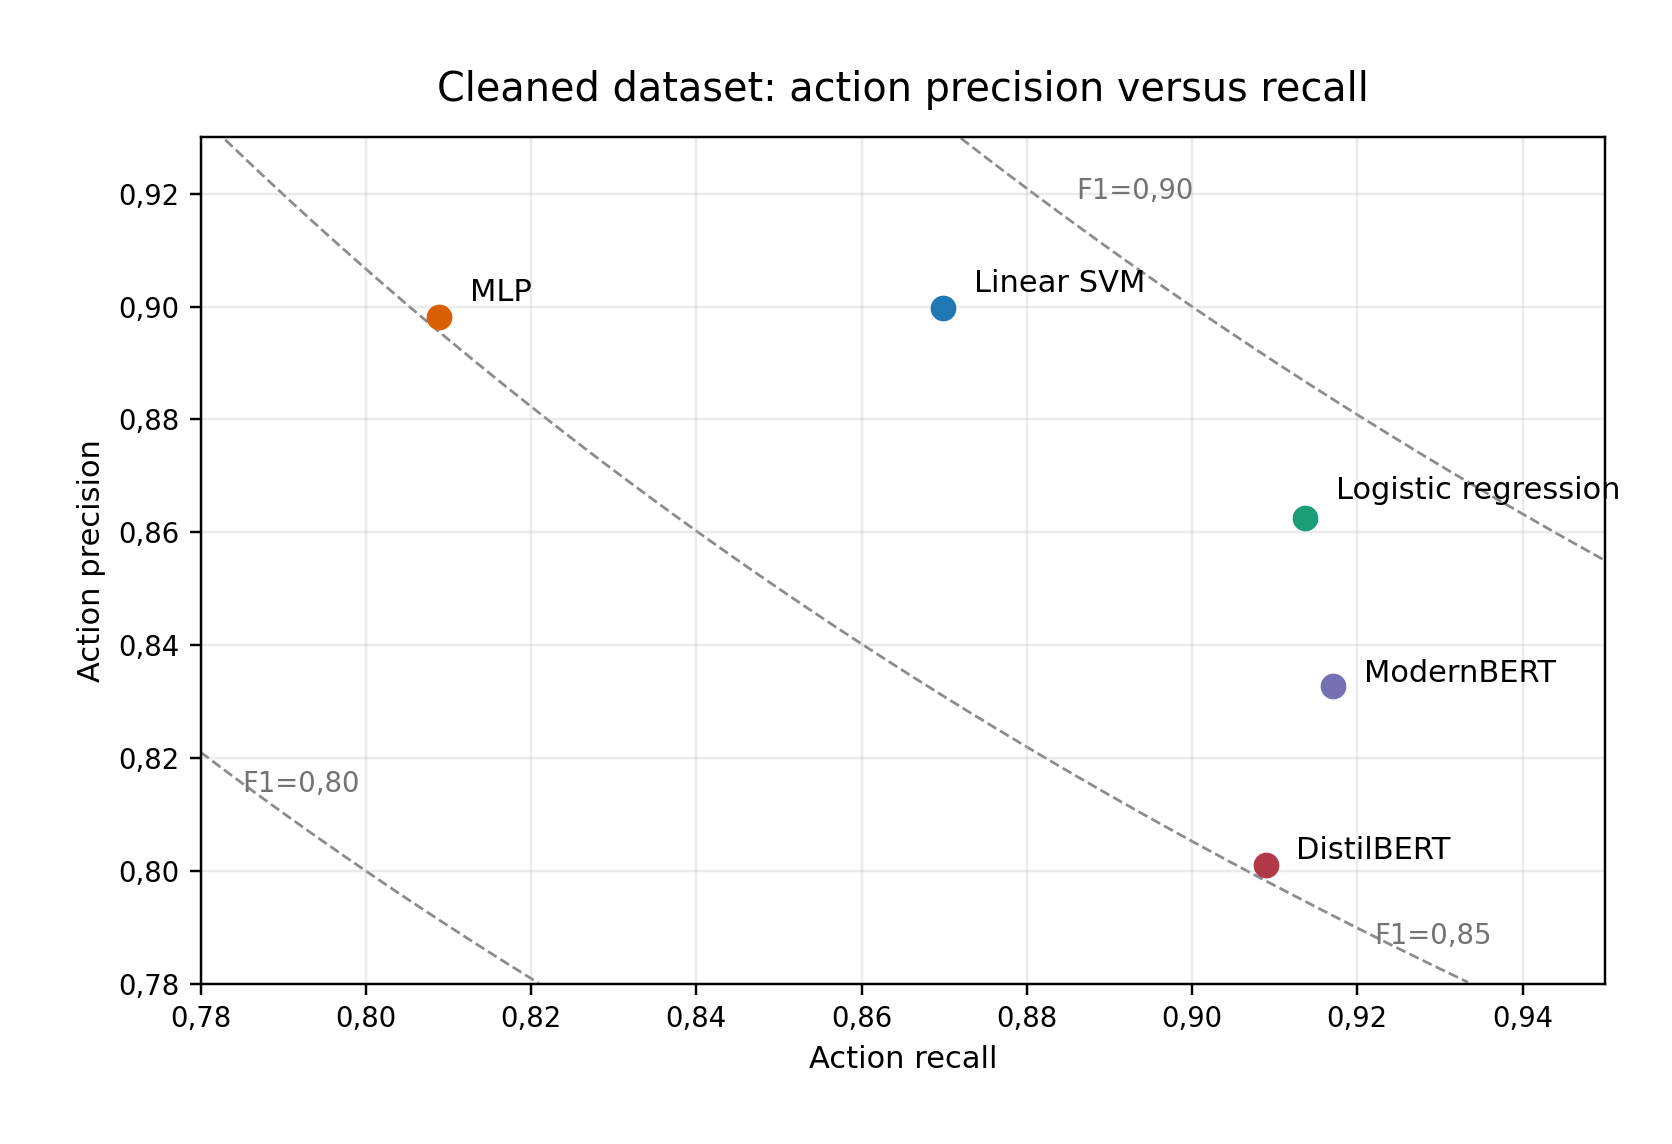 Cleaned dataset: action precision versus recall
0,92
0,90
0,88
0,86
0,84
0,82
0,80
0,78
Action precision
F1=0,90
Linear SVM
MLP
Logistic regression
ModernBERT
F1=0,80
DistilBERT
F1=0,85
0,78 0,80 0,82 0,84 0,86 0,88 0,90 0,92 0,94
Action recall